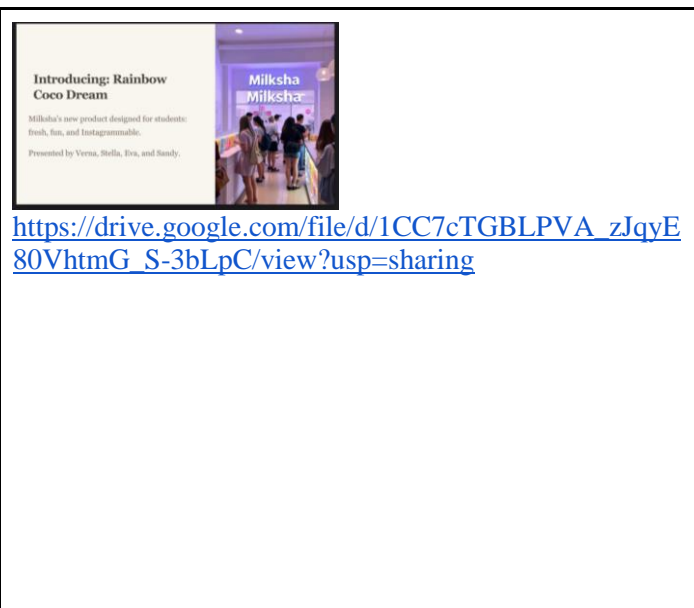 Introducing: Rainbow
Coco Dream
Milksha's new product designed for students:
fresh, fun, and Instagrammable.
Presented by Verna, Stella, Eva, and Sandy.
Milksha
Milksha
https://drive.google.com/file/d/1CC7cTGBLPVA_zJqyE
80VhtmG_S-3bLpC/view?usp=sharing